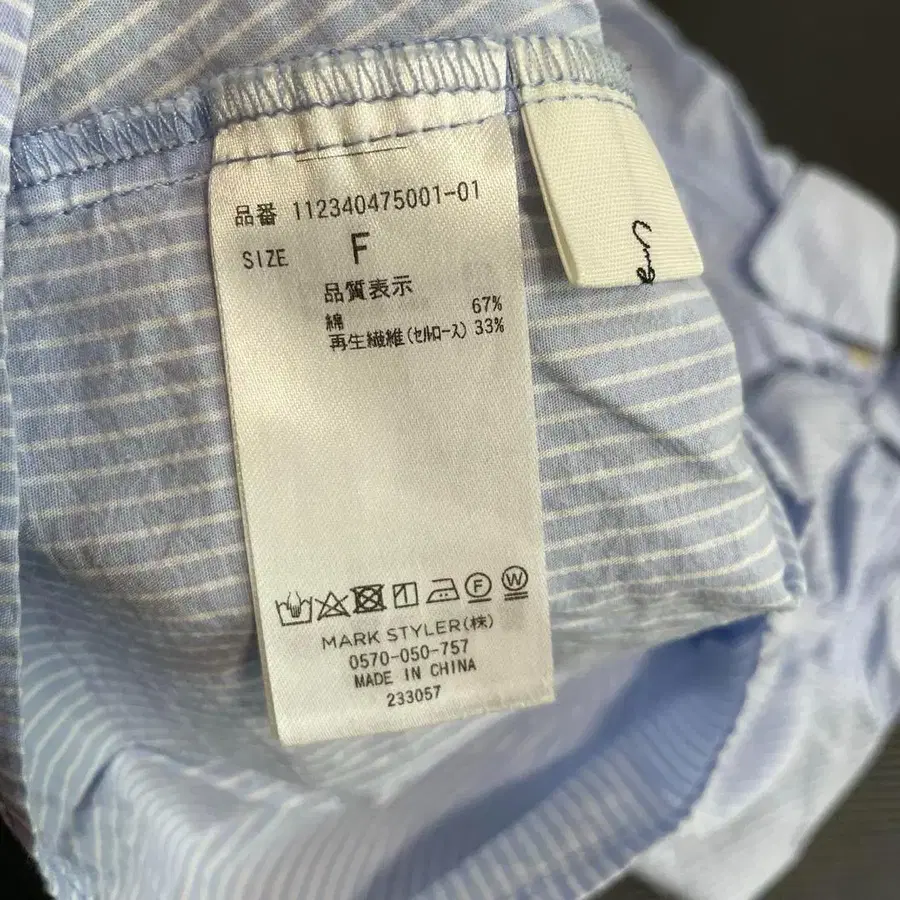 品番 112340475001-01
SIZE F
品質表示
綿 67%
再生繊維(セルロース) 33%
F W
MARK STYLER(株)
0570-050-757
MADE IN CHINA
233057